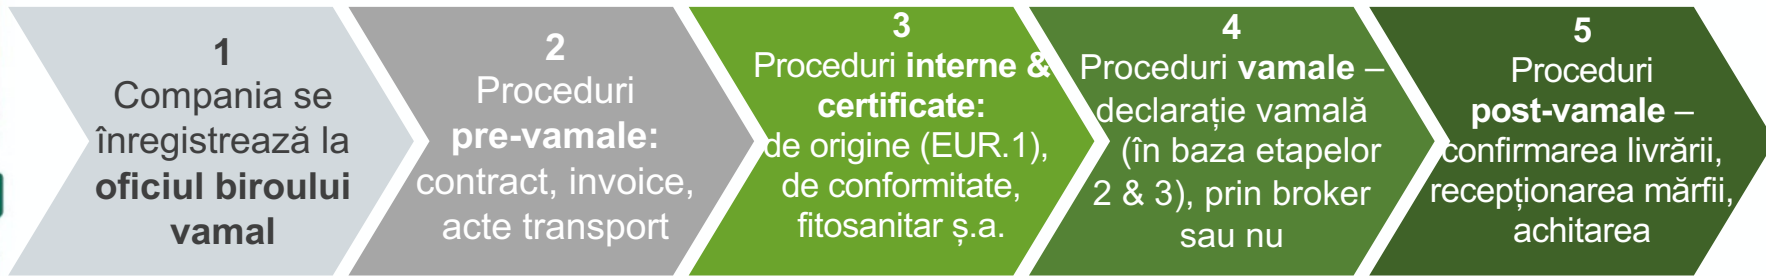 1
Compania se
înregistrează la
oficiul biroului
vamal
2
Proceduri
pre-vamale:
contract, invoice,
acte transport
3
Proceduri interne &
certificate:
de origine (EUR.1),
de conformitate,
fitosanitar ș.a.
4
Proceduri vamale –
declarație vamală
(în baza etapelor
2 & 3), prin broker
sau nu
5
Proceduri
post-vamale –
confirmarea livrării,
recepționarea mărfii,
achitarea